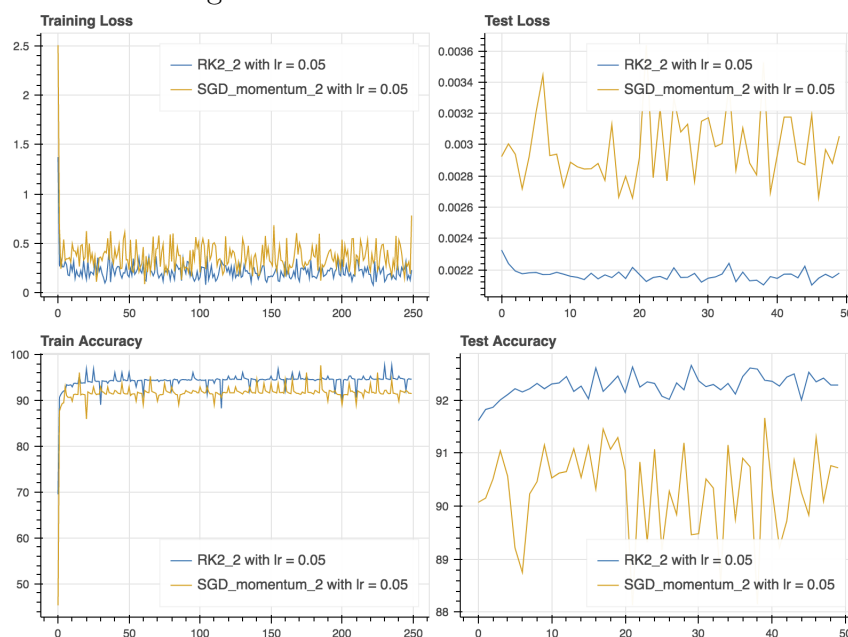 Training Loss
2.5
2
1.5
1
0.5
0
0 50 100 150 200 250
RK2_2 with lr = 0.05
SGD_momentum_2 with lr = 0.05
Test Loss
0.0036
0.0032
0.003
0.0028
0.0026
0.0024
0.0022
0 10 20 30 40 50
RK2_2 with lr = 0.05
SGD_momentum_2 with lr = 0.05
Train Accuracy
100
90
80
70
60
50
0 50 100 150 200 250
RK2_2 with lr = 0.05
SGD_momentum_2 with lr = 0.05
Test Accuracy
92
91
90
89
88
0 10 20 30 40 50
RK2_2 with lr = 0.05
SGD_momentum_2 with lr = 0.05